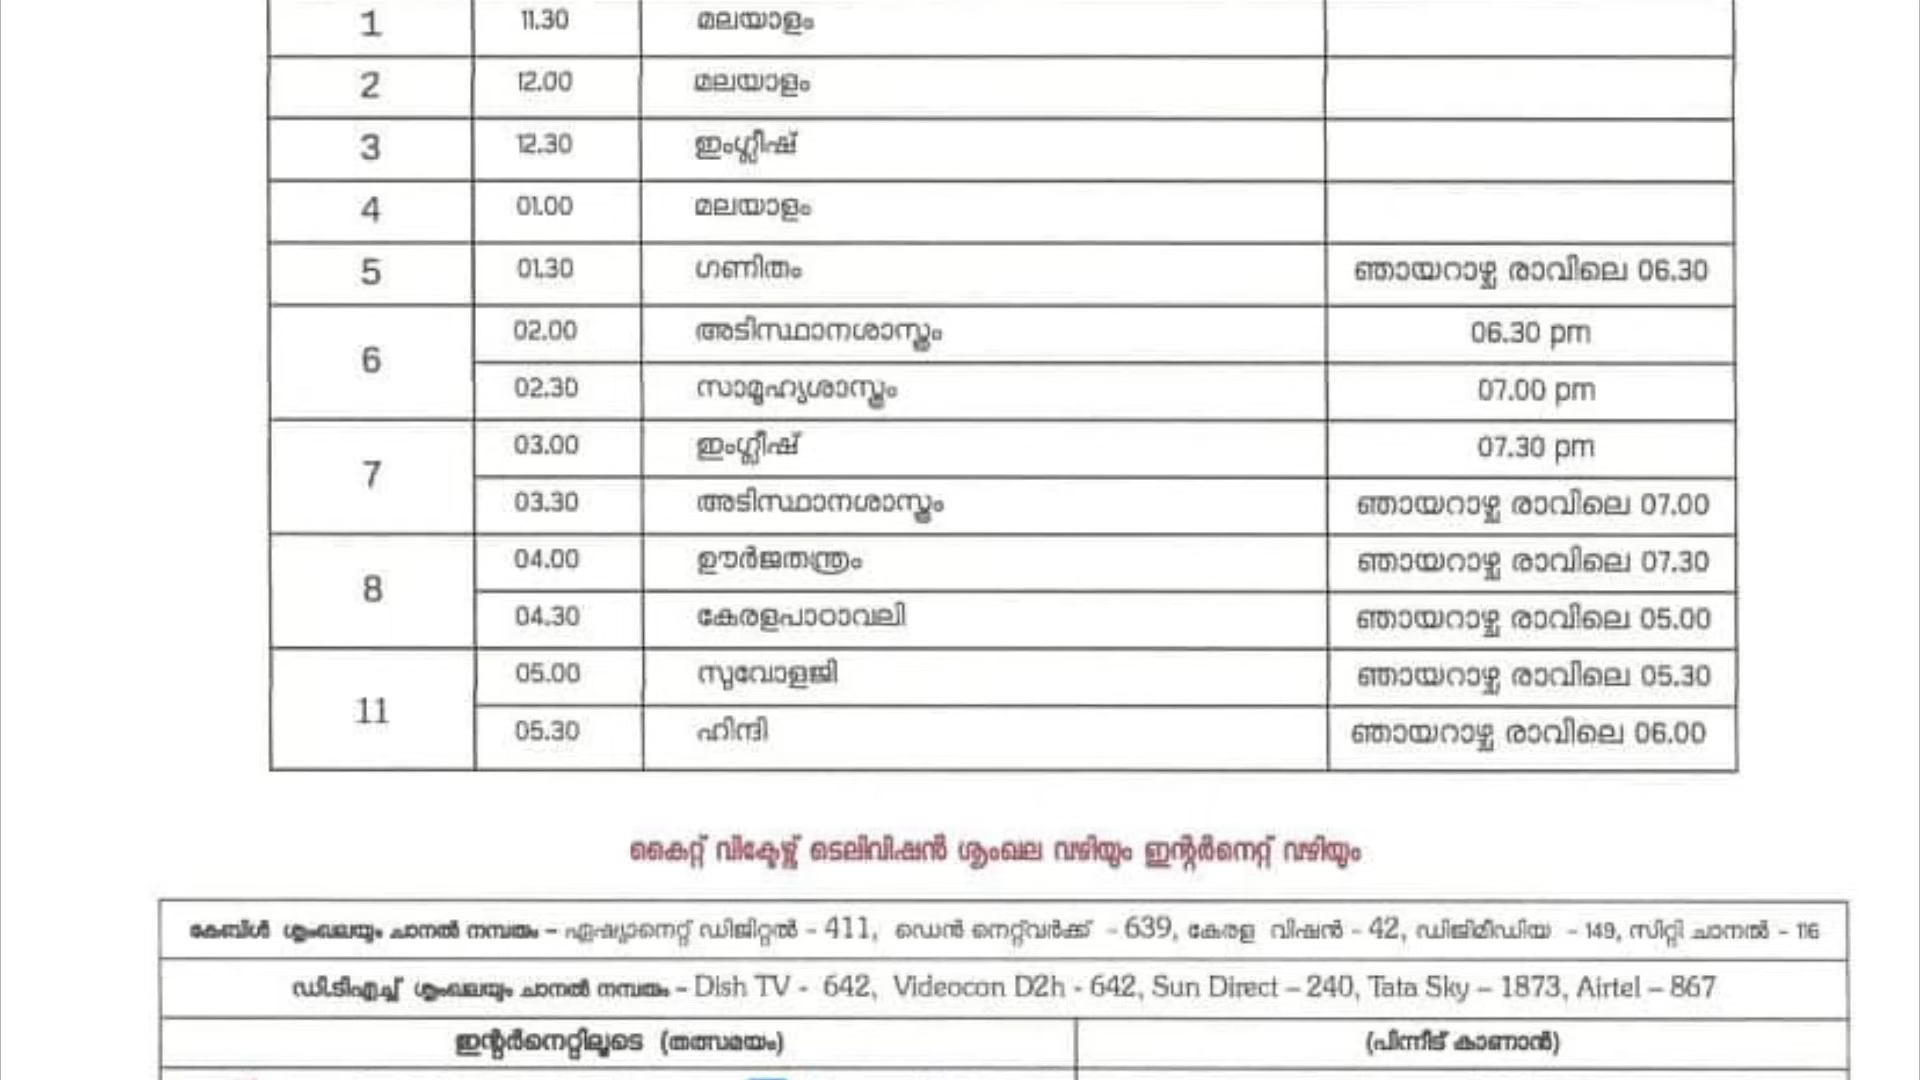 1 11.30 മലയാളം
2 12.00 മലയാളം
3 12.30 ഇംഗ്ലീഷ്
4 01.00 മലയാളം
5 01.30 ഗണിതം ഞായറാഴ്ച രാവിലെ 06.30
6 02.00 അടിസ്ഥാനശാസ്ത്രം 06.30 pm
02.30 സാമൂഹ്യശാസ്ത്രം 07.00 pm
7 03.00 ഇംഗ്ലീഷ് 07.30 pm
03.30 അടിസ്ഥാനശാസ്ത്രം ഞായറാഴ്ച രാവിലെ 07.00
8 04.00 ഊർജതന്ത്രം ഞായറാഴ്ച രാവിലെ 07.30
04.30 കേരളപാഠാവലി ഞായറാഴ്ച രാവിലെ 05.00
11 05.00 സുവോളജി ഞായറാഴ്ച രാവിലെ 05.30
05.30 ഹിന്ദി ഞായറാഴ്ച രാവിലെ 06.00
കൈറ്റ് വിക്ടേഴ്സ് ടെലിവിഷൻ ശൃംഖല വഴിയും ഇന്റർനെറ്റ് വഴിയും
കേബിൾ ശൃംഖലയും ചാനൽ നമ്പരും – ഏഷ്യാനെറ്റ് ഡിജിറ്റൽ - 411, ഡെൻ നെറ്റ്‌വർക്ക് - 639, കേരള വിഷൻ - 42, ഡിജിമീഡിയ - 149, സിറ്റി ചാനൽ - 116
ഡി.ടിഎച്ച് ശൃംഖലയും ചാനൽ നമ്പരും – Dish TV - 642, Videocon D2h - 642, Sun Direct – 240, Tata Sky – 1873, Airtel – 867
ഇന്റർനെറ്റിലൂടെ (തത്സമയം) (പിന്നീട് കാണാൻ)